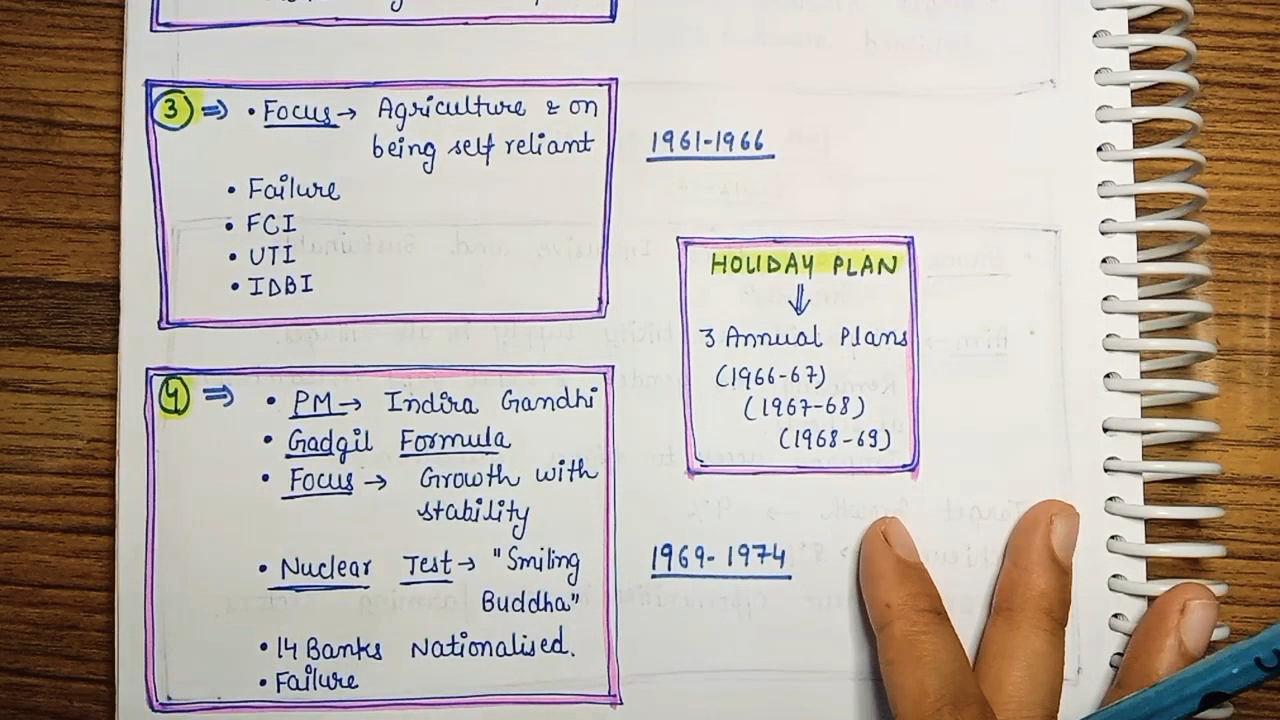 3 ⇒ • Focus → Agriculture & on
being self reliant
• Failure
• FCI
• UTI
• IDBI
1961-1966
HOLIDAY PLAN
⇓
3 Annual Plans
(1966-67)
(1967-68)
(1968-69)
4 ⇒ • PM → Indira Gandhi
• Gadgil Formula
• Focus → Growth with
stability
• Nuclear Test → "Smiling
Buddha"
• 14 Banks Nationalised.
• Failure
1969-1974